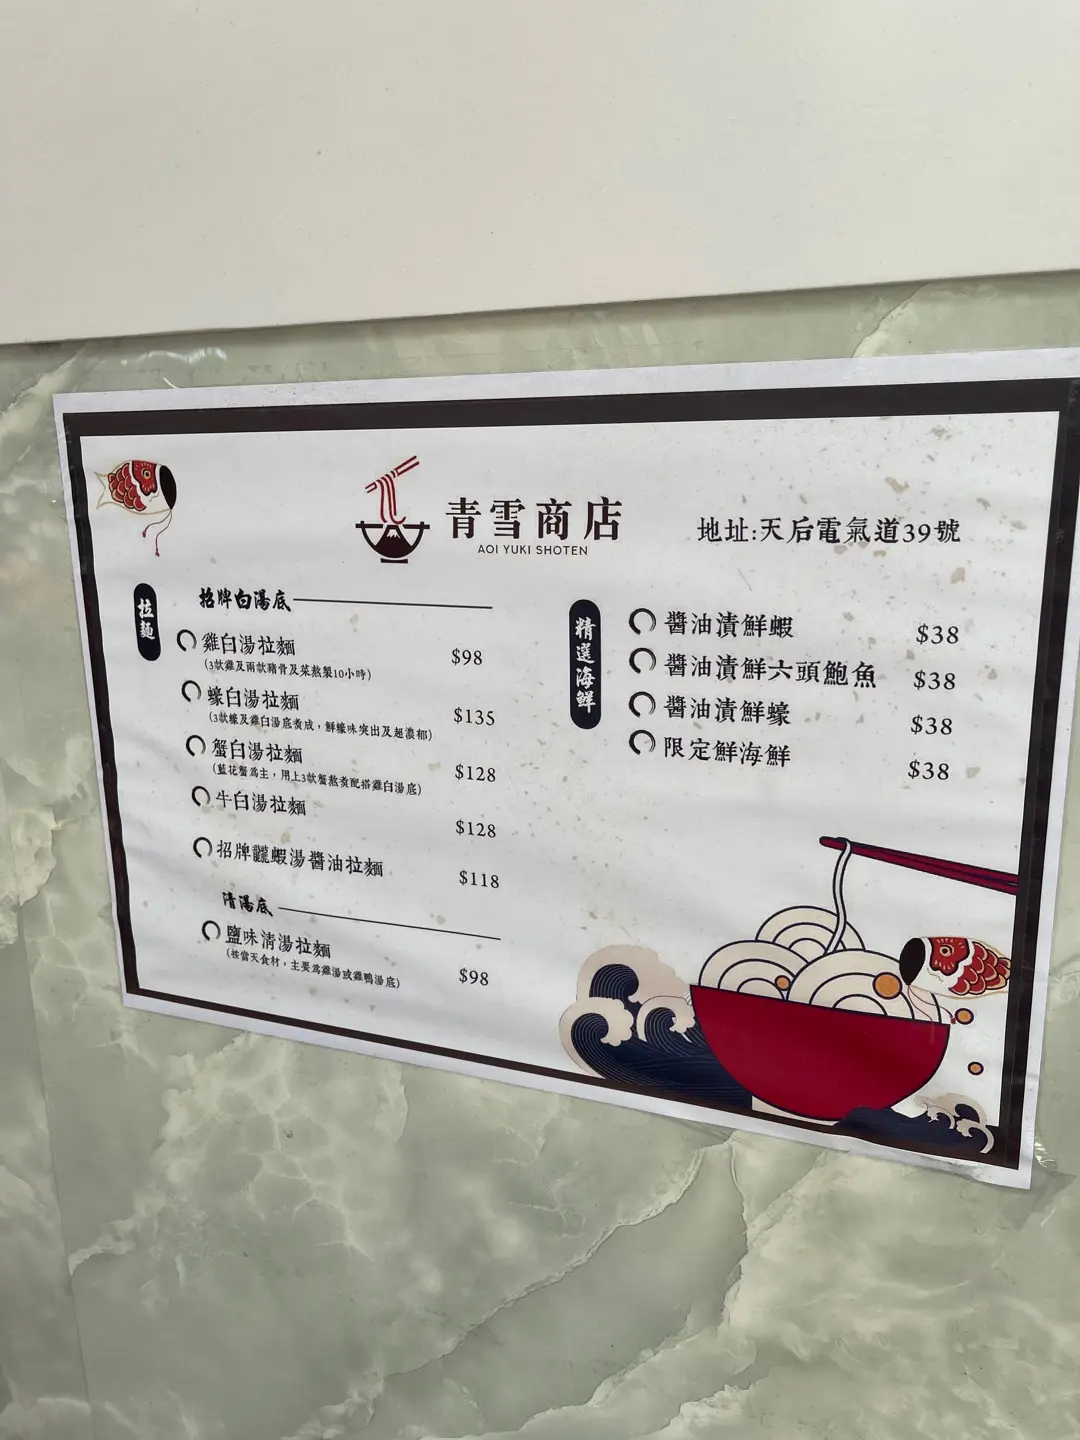 青雪商店
AOI YUKI SHOTEN
地址:天后電氣道39號
拉麵
招牌白湯底
雞白湯拉麵 $98
(3款雞及兩款豬骨及菜熬製10小時)
蠔白湯拉麵 $135
(3款蠔及雞白湯底煮成，鮮蠔味突出及超濃郁)
蟹白湯拉麵 $128
(藍花蟹為主，用上3款蟹熬煮配搭雞白湯底)
牛白湯拉麵 $128
招牌龖蝦湯醬油拉麵 $118
清湯底
鹽味清湯拉麵 $98
(按當天食材，主要為雞湯或雞鴨湯底)
精選海鮮
醬油漬鮮蝦 $38
醬油漬鮮六頭鮑魚 $38
醬油漬鮮蠔 $38
限定鮮海鮮 $38